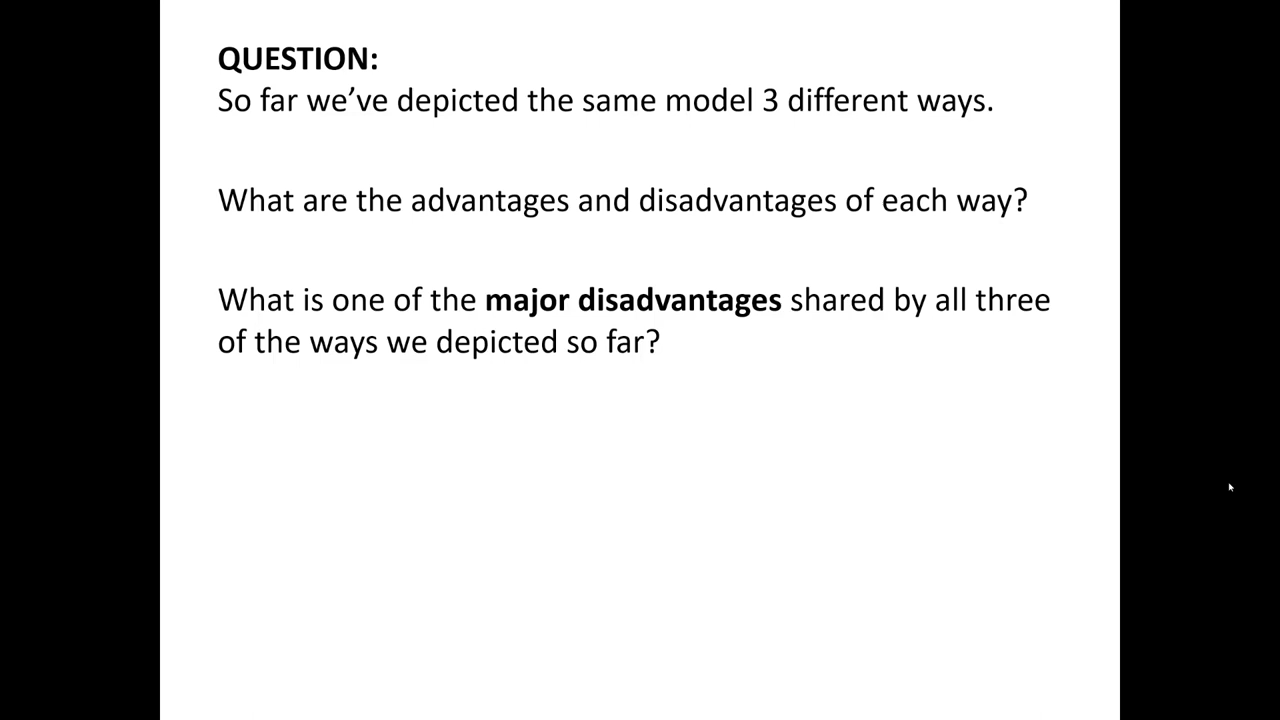 QUESTION:
So far we’ve depicted the same model 3 different ways.
What are the advantages and disadvantages of each way?
What is one of the major disadvantages shared by all three
of the ways we depicted so far?